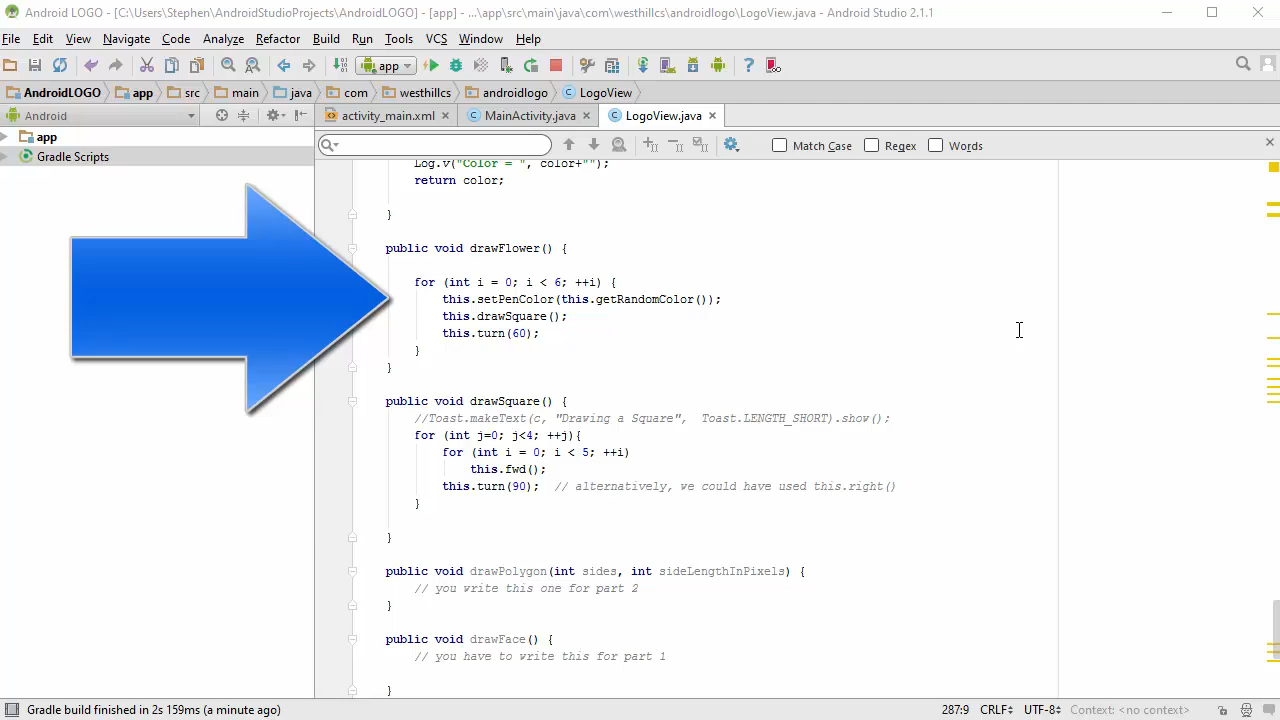 Android LOGO - [C:\Users\Stephen\AndroidStudioProjects\AndroidLOGO] - [app] - ...\app\src\main\java\com\westhillcs\androidlogo\LogoView.java - Android Studio 2.1.1
File Edit View Navigate Code Analyze Refactor Build Run Tools VCS Window Help
app
AndroidLOGO app src main java com westhillcs androidlogo LogoView
Android activity_main.xml MainActivity.java LogoView.java
app
Gradle Scripts
Match Case Regex Words
Log.v("Color = ", color+"");
return color;
}
public void drawFlower() {
for (int i = 0; i < 6; ++i) {
this.setPenColor(this.getRandomColor());
this.drawSquare();
this.turn(60);
}
}
public void drawSquare() {
//Toast.makeText(c, "Drawing a Square",  Toast.LENGTH_SHORT).show();
for (int j=0; j<4; ++j){
for (int i = 0; i < 5; ++i)
this.fwd();
this.turn(90);  // alternatively, we could have used this.right()
}
}
public void drawPolygon(int sides, int sideLengthInPixels) {
// you write this one for part 2
}
public void drawFace() {
// you have to write this for part 1
}
Gradle build finished in 2s 159ms (a minute ago) 287:9 CRLF UTF-8 Context: <no context>